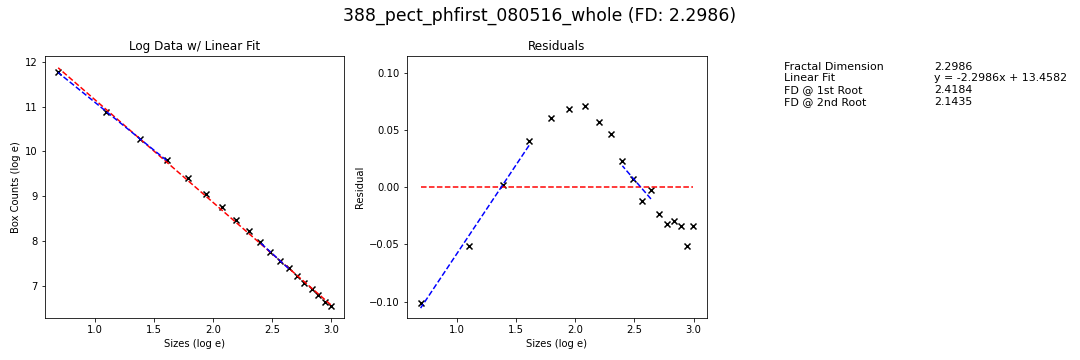 388_pect_phfirst_080516_whole (FD: 2.2986)
Log Data w/ Linear Fit
Box Counts (log e)
12
11
10
9
8
7
1.0 1.5 2.0 2.5 3.0
Sizes (log e)
Residuals
Residual
0.10
0.05
0.00
−0.05
−0.10
1.0 1.5 2.0 2.5 3.0
Sizes (log e)
Fractal Dimension 2.2986
Linear Fit y = -2.2986x + 13.4582
FD @ 1st Root 2.4184
FD @ 2nd Root 2.1435